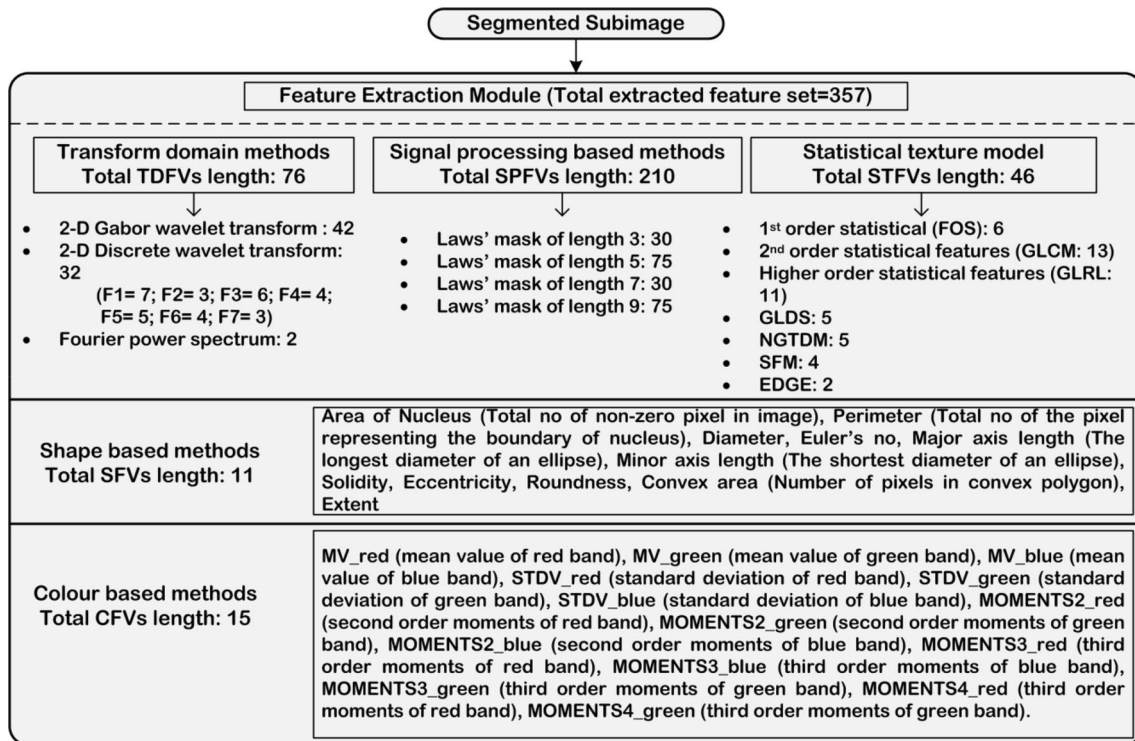 Segmented Subimage
Feature Extraction Module (Total extracted feature set=357)
Transform domain methods
Total TDFVs length: 76
• 2-D Gabor wavelet transform : 42
• 2-D Discrete wavelet transform:
32
(F1= 7; F2= 3; F3= 6; F4= 4;
F5= 5; F6= 4; F7= 3)
• Fourier power spectrum: 2
Signal processing based methods
Total SPFVs length: 210
• Laws’ mask of length 3: 30
• Laws’ mask of length 5: 75
• Laws’ mask of length 7: 30
• Laws’ mask of length 9: 75
Statistical texture model
Total STFVs length: 46
• 1st order statistical (FOS): 6
• 2nd order statistical features (GLCM: 13)
• Higher order statistical features (GLRL:
11)
• GLDS: 5
• NGTDM: 5
• SFM: 4
• EDGE: 2
Shape based methods
Total SFVs length: 11
Area of Nucleus (Total no of non-zero pixel in image), Perimeter (Total no of the pixel
representing the boundary of nucleus), Diameter, Euler’s no, Major axis length (The
longest diameter of an ellipse), Minor axis length (The shortest diameter of an ellipse),
Solidity, Eccentricity, Roundness, Convex area (Number of pixels in convex polygon),
Extent
Colour based methods
Total CFVs length: 15
MV_red (mean value of red band), MV_green (mean value of green band), MV_blue (mean
value of blue band), STDV_red (standard deviation of red band), STDV_green (standard
deviation of green band), STDV_blue (standard deviation of blue band), MOMENTS2_red
(second order moments of red band), MOMENTS2_green (second order moments of green
band), MOMENTS2_blue (second order moments of blue band), MOMENTS3_red (third
order moments of red band), MOMENTS3_blue (third order moments of blue band),
MOMENTS3_green (third order moments of green band), MOMENTS4_red (third order
moments of red band), MOMENTS4_green (third order moments of green band).